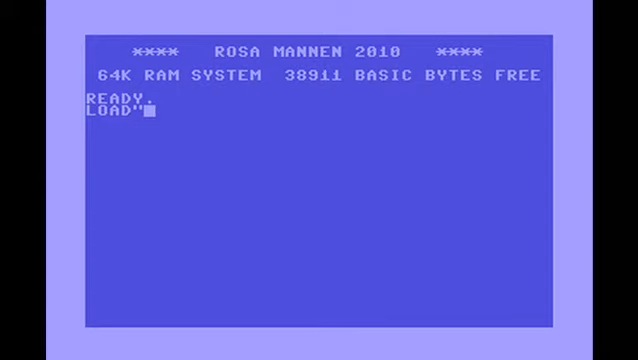 **** ROSA MANNEN 2010 ****
64K RAM SYSTEM 38911 BASIC BYTES FREE
READY.
LOAD"